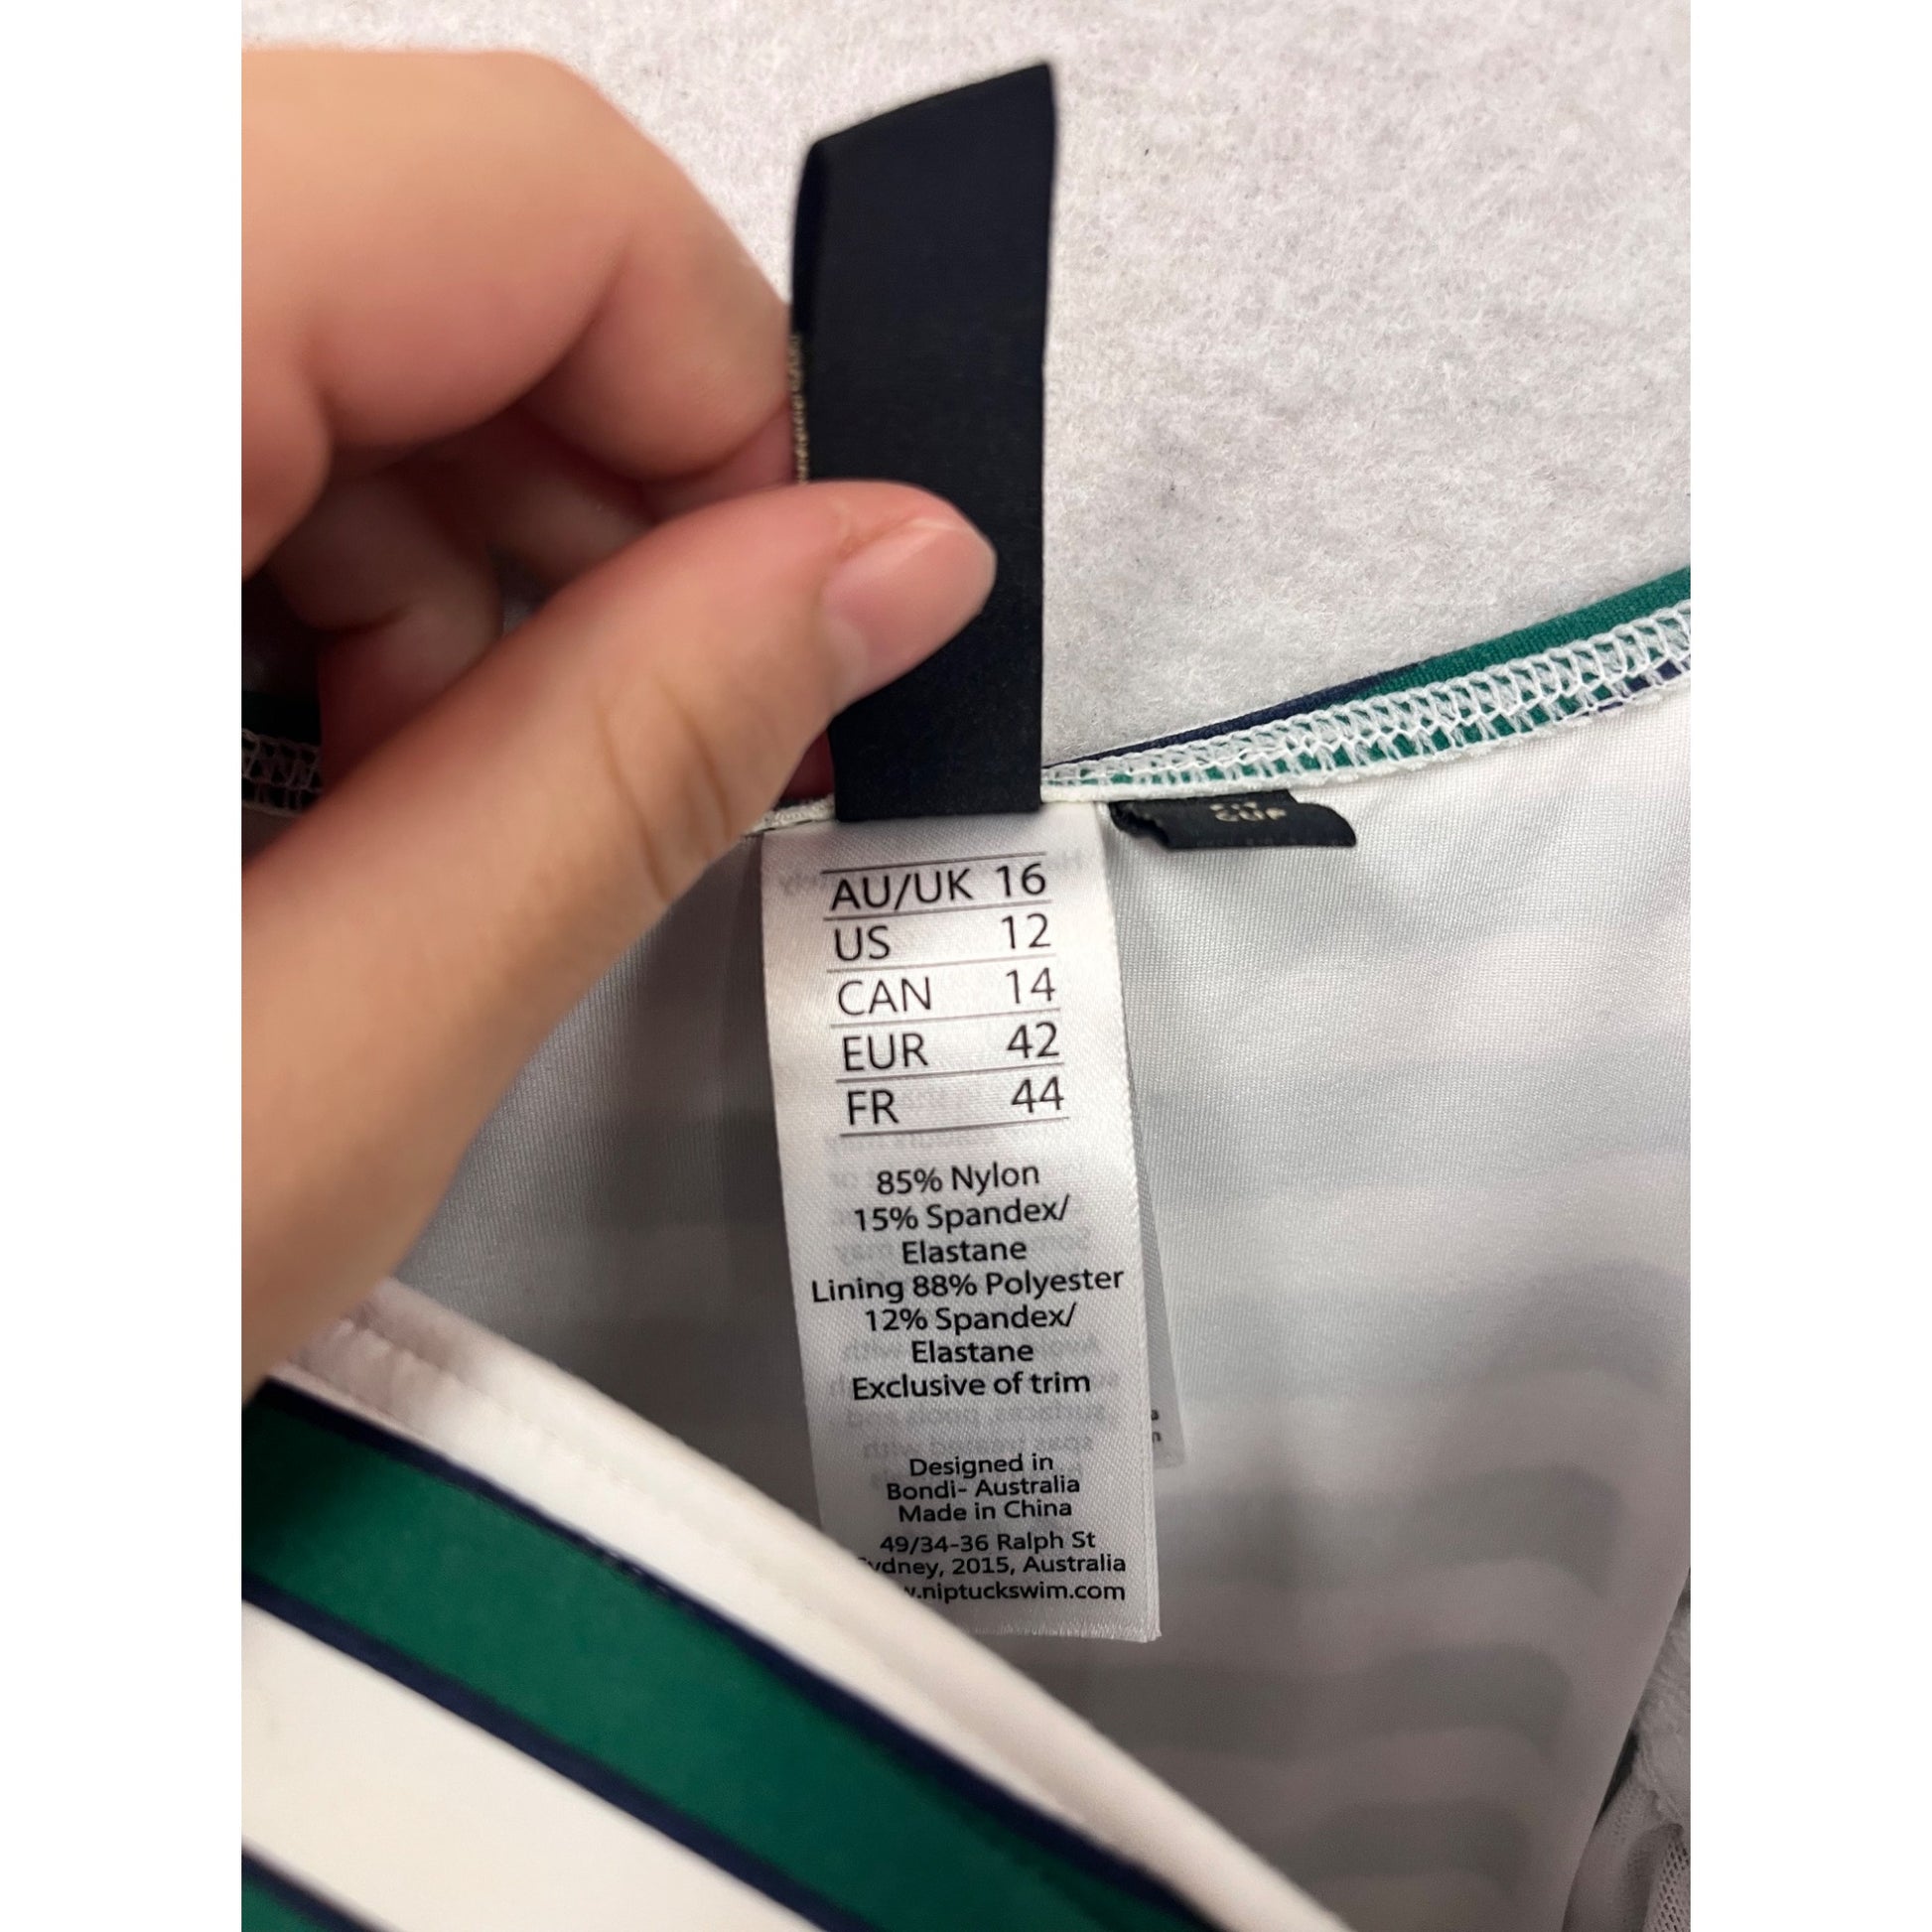 CUP
AU/UK 16
US 12
CAN 14
EUR 42
FR 44
85% Nylon
15% Spandex/
Elastane
Lining 88% Polyester
12% Spandex/
Elastane
Exclusive of trim
Designed in
Bondi- Australia
Made in China
49/34-36 Ralph St
ydney, 2015, Australia
.niptuckswim.com